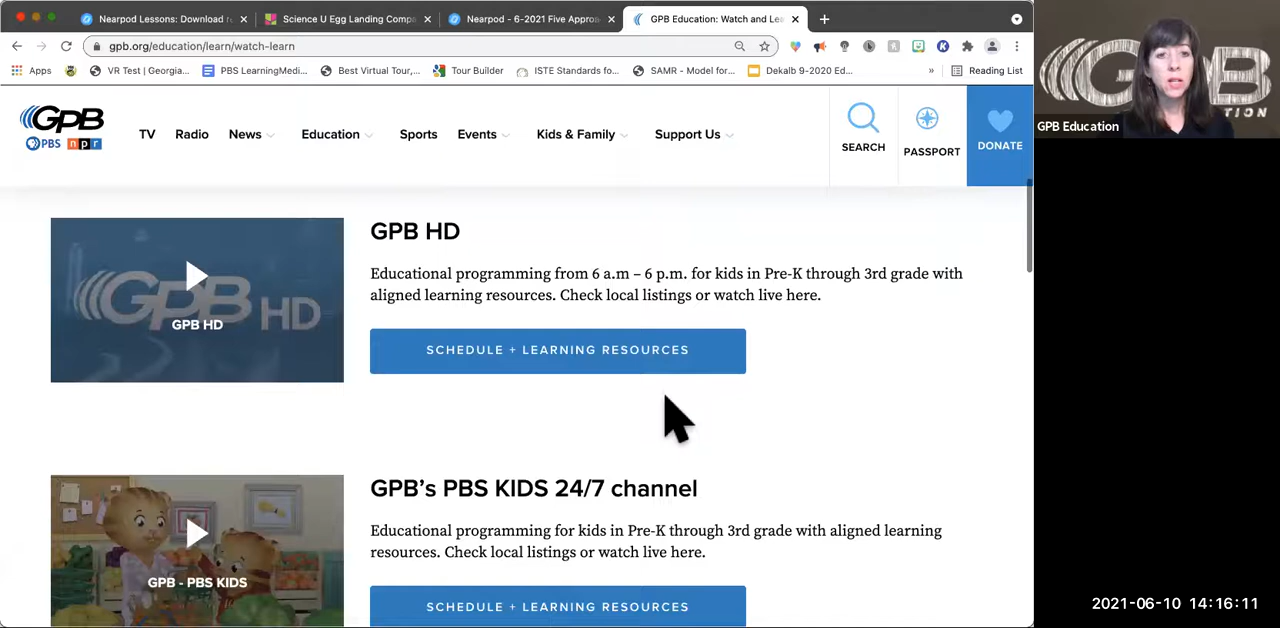 Nearpod Lessons: Download r
Science U Egg Landing Compa
Nearpod - 6-2021 Five Approa
GPB Education: Watch and Lea
gpb.org/education/learn/watch-learn
Apps
VR Test | Georgia...
PBS LearningMedi...
Best Virtual Tour,...
Tour Builder
ISTE Standards fo...
SAMR - Model for...
Dekalb 9-2020 Ed...
»
Reading List
GPB
PBS
npr
TV
Radio
News
Education
Sports
Events
Kids & Family
Support Us
SEARCH
PASSPORT
DONATE
GPB HD
GPB HD
GPB HD
Educational programming from 6 a.m – 6 p.m. for kids in Pre-K through 3rd grade with
aligned learning resources. Check local listings or watch live here.
SCHEDULE + LEARNING RESOURCES
GPB - PBS KIDS
GPB's PBS KIDS 24/7 channel
Educational programming for kids in Pre-K through 3rd grade with aligned learning
resources. Check local listings or watch live here.
SCHEDULE + LEARNING RESOURCES
GPB Education
2021-06-10 14:16:11